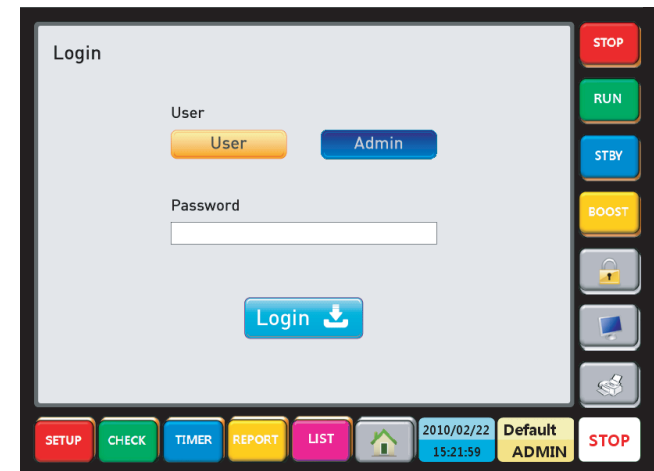 Login
STOP
RUN
STBY
BOOST
User
User Admin
Password
Login
SETUP CHECK TIMER REPORT LIST
2010/02/22
15:21:59
Default
ADMIN
STOP